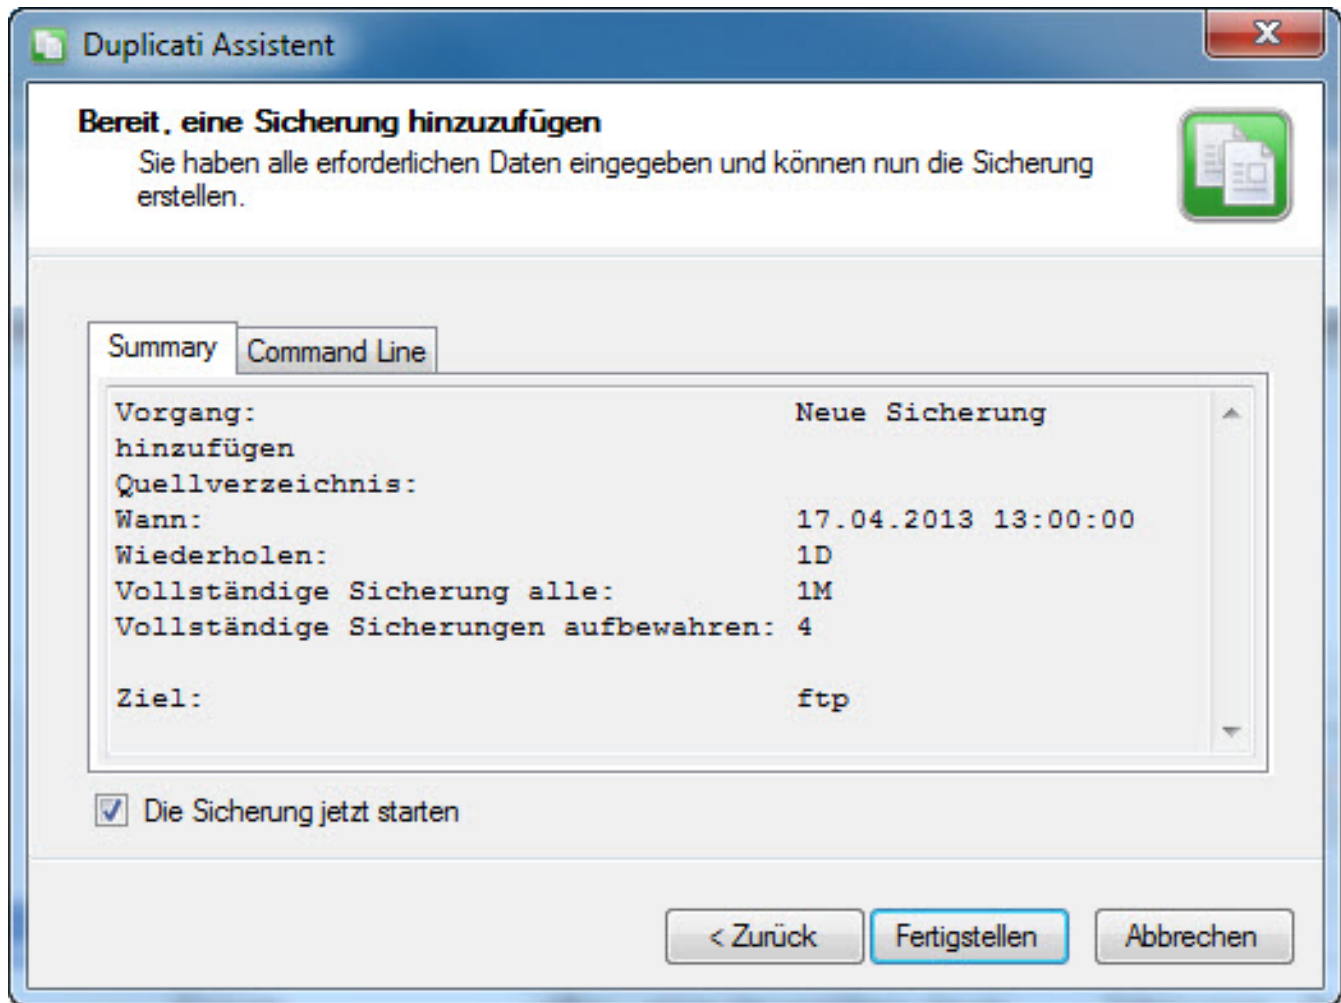 Duplicati Assistent
Bereit, eine Sicherung hinzuzufügen
Sie haben alle erforderlichen Daten eingegeben und können nun die Sicherung
erstellen.
Summary Command Line
Vorgang: Neue Sicherung
hinzufügen
Quellverzeichnis:
Wann: 17.04.2013 13:00:00
Wiederholen: 1D
Vollständige Sicherung alle: 1M
Vollständige Sicherungen aufbewahren: 4
Ziel: ftp
Die Sicherung jetzt starten
< Zurück Fertigstellen Abbrechen